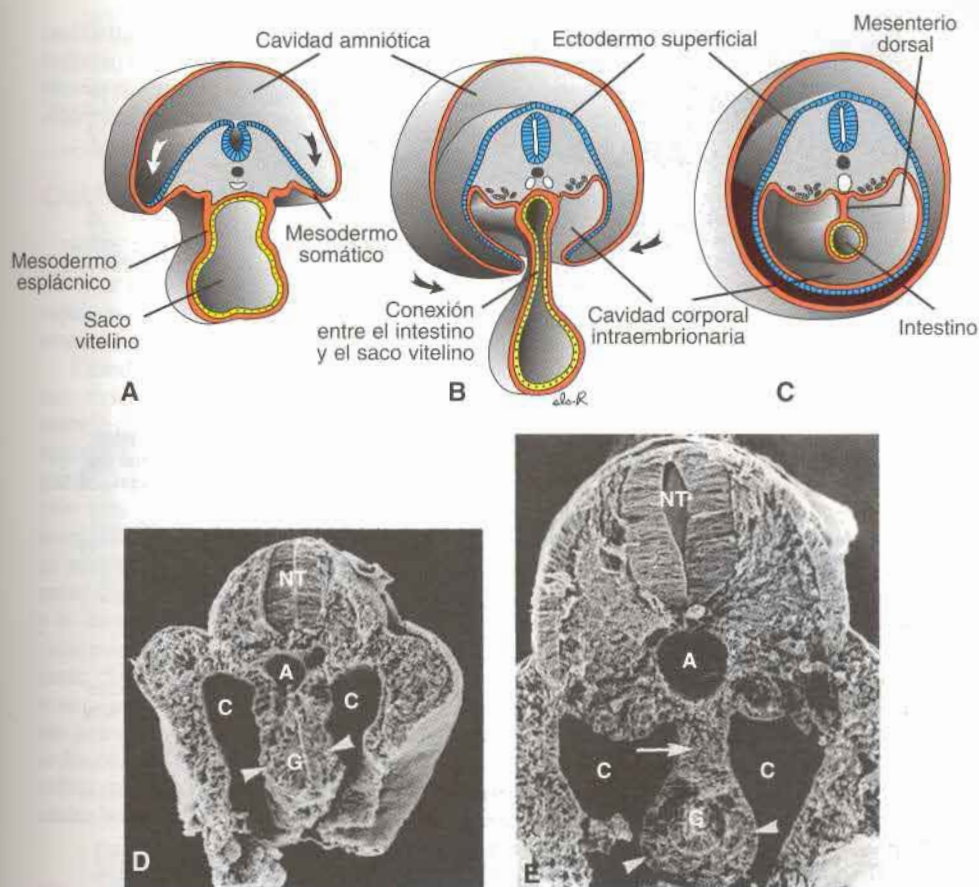 Cavidad amniótica
Ectodermo superficial
Mesenterio
dorsal
Mesodermo
esplácnico
Mesodermo
somático
Saco
vitelino
Conexión
entre el intestino
y el saco vitelino
Cavidad corporal
intraembrionaria
Intestino
A
B
C
sls-R
NT
A
C
C
G
D
NT
A
C
C
G
E